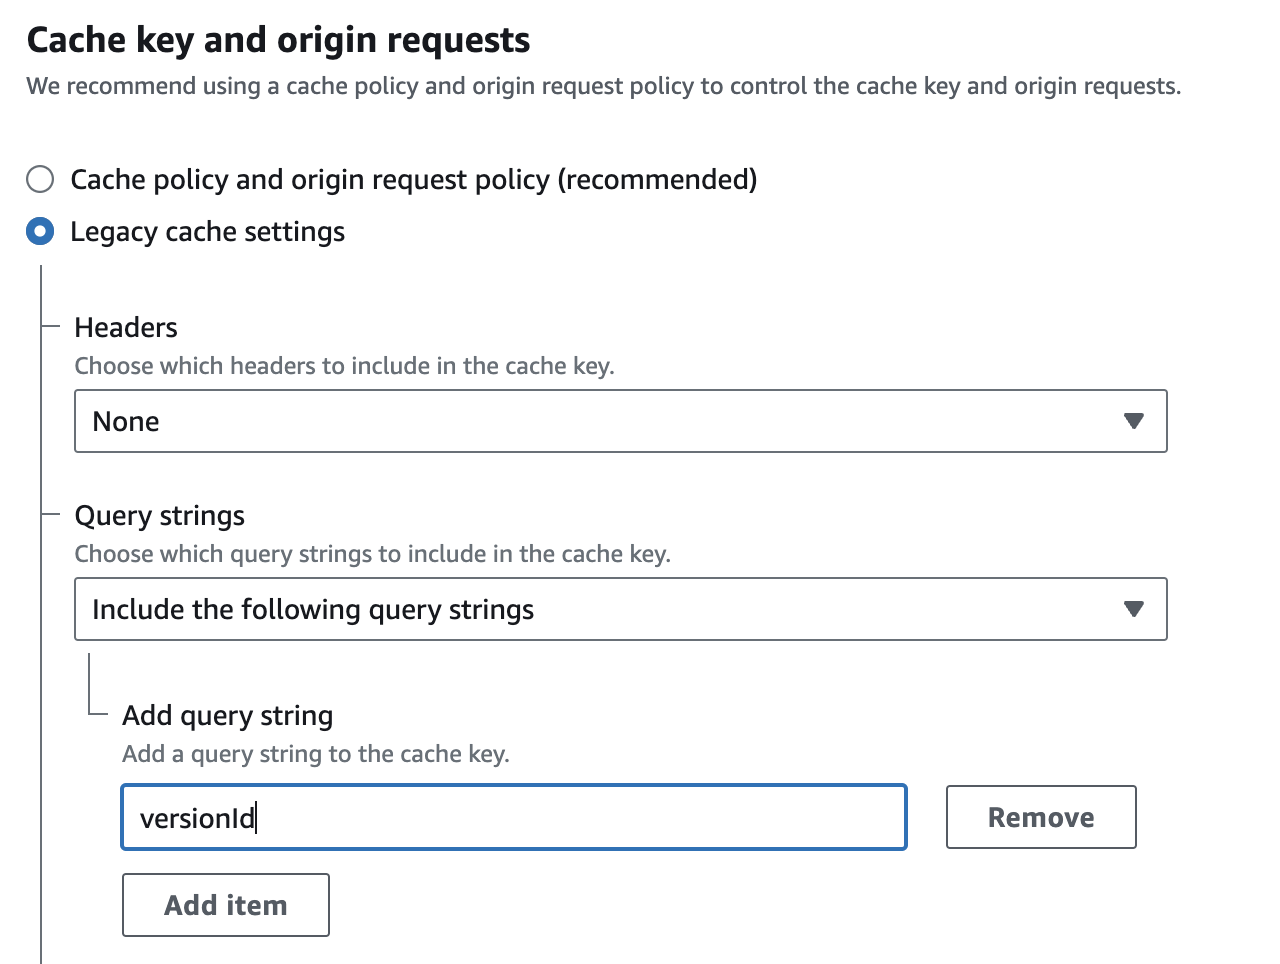 Cache key and origin requests
We recommend using a cache policy and origin request policy to control the cache key and origin requests.
Cache policy and origin request policy (recommended)
Legacy cache settings
Headers
Choose which headers to include in the cache key.
None
Query strings
Choose which query strings to include in the cache key.
Include the following query strings
Add query string
Add a query string to the cache key.
versionId
Remove
Add item